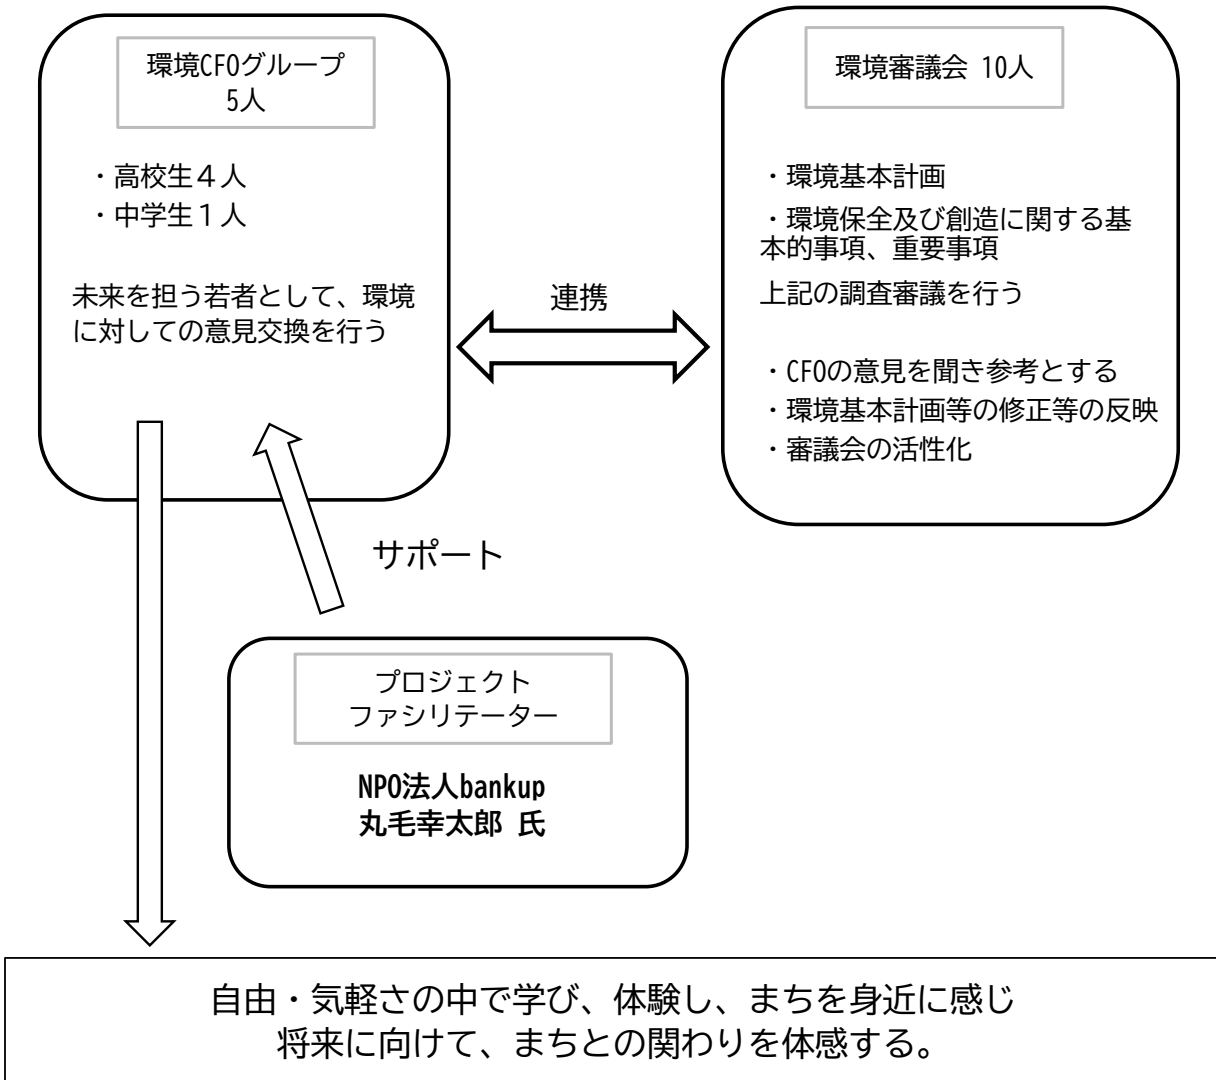 環境CFOグループ
5人
・高校生４人
・中学生１人
未来を担う若者として、環境
に対しての意見交換を行う
連携
環境審議会 10人
・環境基本計画
・環境保全及び創造に関する基
本的事項、重要事項
上記の調査審議を行う
・CFOの意見を聞き参考とする
・環境基本計画等の修正等の反映
・審議会の活性化
サポート
プロジェクト
ファシリテーター
NPO法人bankup
丸毛幸太郎 氏
自由・気軽さの中で学び、体験し、まちを身近に感じ
将来に向けて、まちとの関わりを体感する。